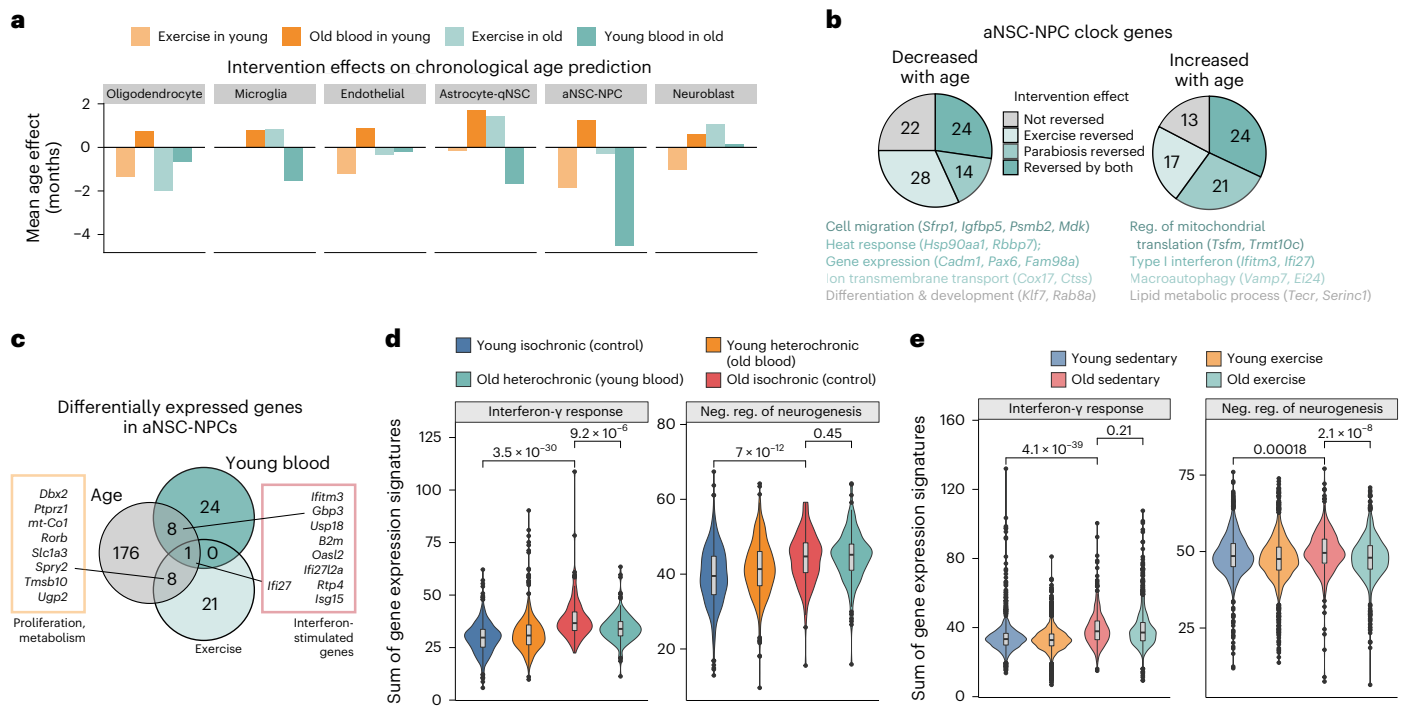 a
Exercise in young
Old blood in young
Exercise in old
Young blood in old
Intervention effects on chronological age prediction
Oligodendrocyte
Microglia
Endothelial
Astrocyte-qNSC
aNSC-NPC
Neuroblast
Mean age effect
(months)
2
0
−2
−4
b
aNSC-NPC clock genes
Decreased
with age
Increased
with age
Intervention effect
Not reversed
Exercise reversed
Parabiosis reversed
Reversed by both
22
24
14
28
13
24
21
17
Cell migration (Sfrp1, Igfbp5, Psmb2, Mdk)
Heat response (Hsp90aa1, Rbbp7);
Gene expression (Cadm1, Pax6, Fam98a)
Ion transmembrane transport (Cox17, Ctss)
Differentiation & development (Klf7, Rab8a)
Reg. of mitochondrial
translation (Tsfm, Trmt10c)
Type I interferon (Ifitm3, Ifi27)
Macroautophagy (Vamp7, Ei24)
Lipid metabolic process (Tecr, Serinc1)
c
Differentially expressed genes
in aNSC-NPCs
Young blood
Age
Exercise
24
8
176
1
0
8
21
Dbx2
Ptprz1
mt-Co1
Rorb
Slc1a3
Spry2
Tmsb10
Ugp2
Proliferation,
metabolism
Ifitm3
Gbp3
Usp18
B2m
Oasl2
Ifi27l2a
Ifi27
Rtp4
Isg15
Interferon-
stimulated
genes
d
Young isochronic (control)
Young heterochronic
(old blood)
Old heterochronic (young blood)
Old isochronic (control)
Sum of gene expression signatures
Interferon-γ response
9.2 × 10−6
3.5 × 10−30
125
100
75
50
25
0
Neg. reg. of neurogenesis
0.45
7 × 10−12
80
60
40
20
e
Young sedentary
Young exercise
Old sedentary
Old exercise
Sum of gene expression signatures
Interferon-γ response
0.21
4.1 × 10−39
160
120
80
40
0
Neg. reg. of neurogenesis
2.1 × 10−8
0.00018
75
50
25